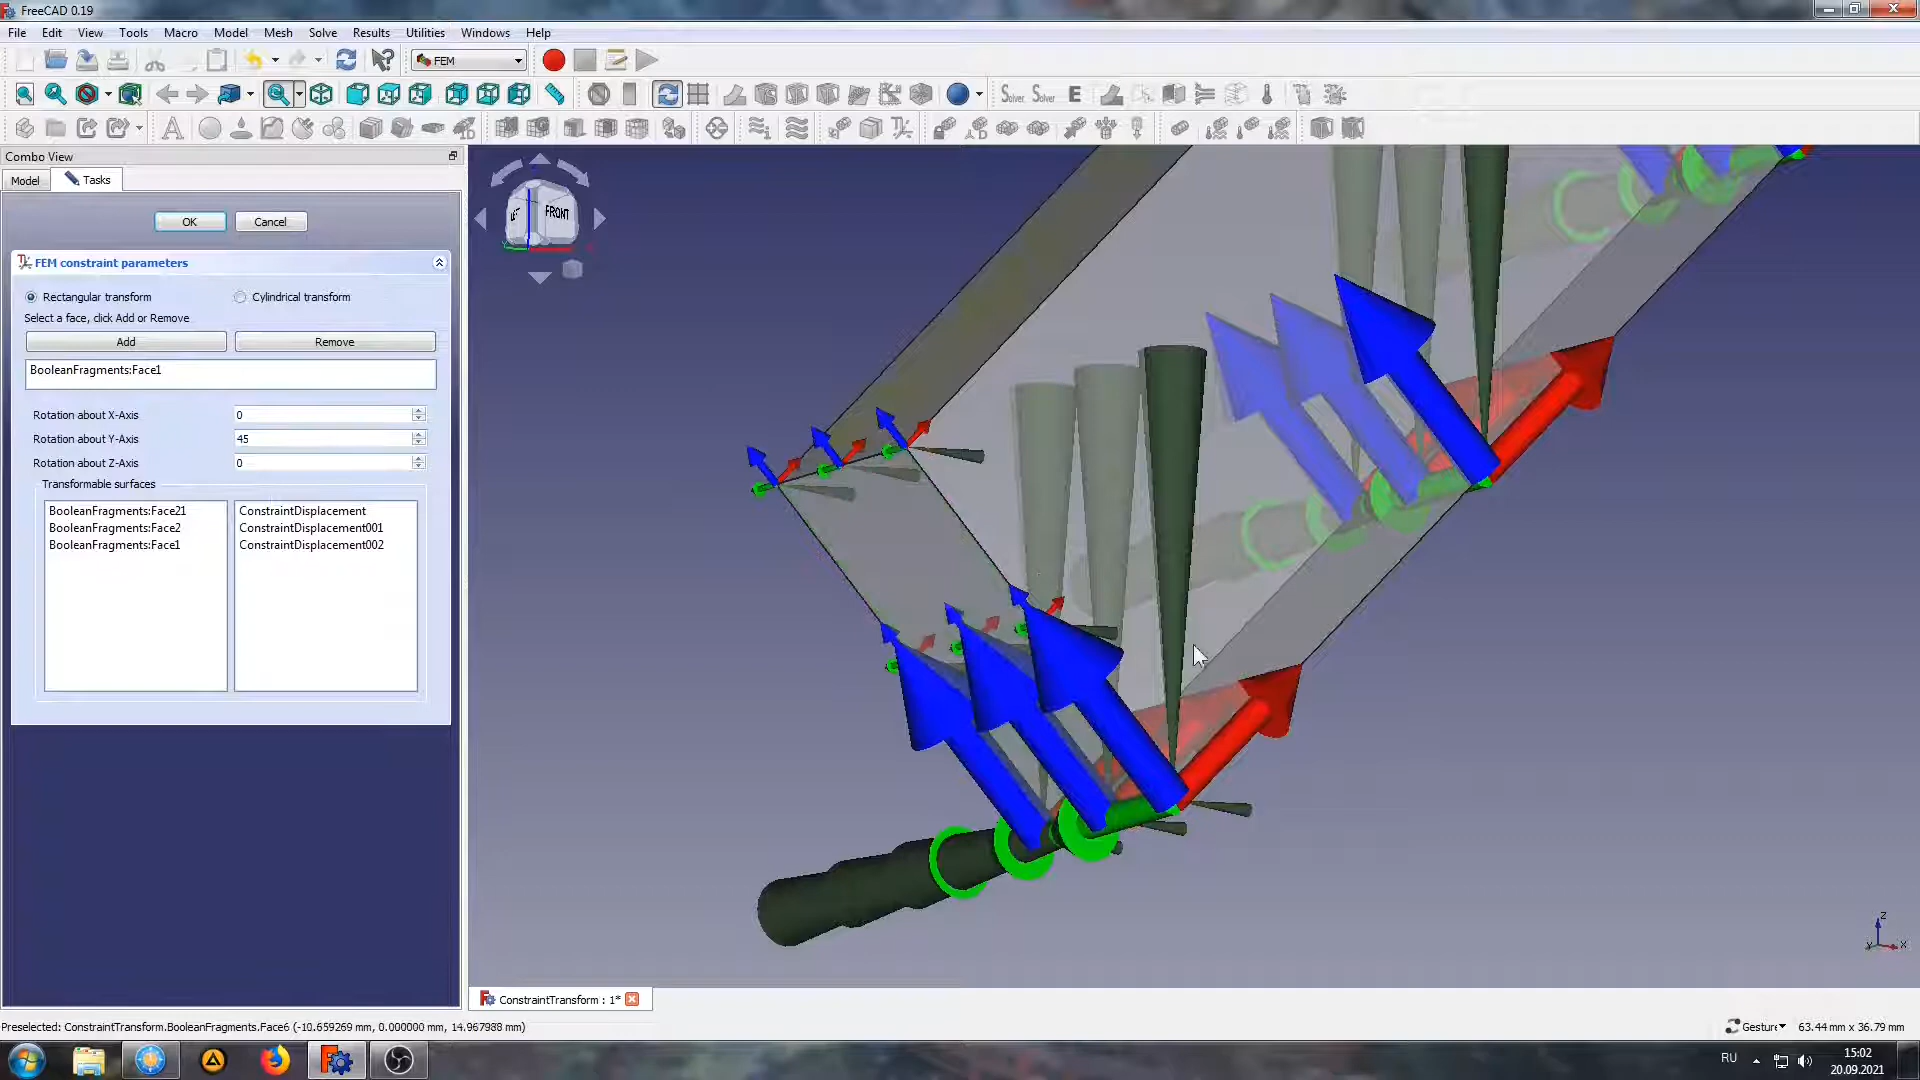 FreeCAD 0.19
File Edit View Tools Macro Model Mesh Solve Results Utilities Windows Help
FEM
Solver Solver E
Combo View
Model Tasks
OK Cancel
FEM constraint parameters
Rectangular transform Cylindrical transform
Select a face, click Add or Remove
Add Remove
BooleanFragments:Face1
Rotation about X-Axis 0
Rotation about Y-Axis 45
Rotation about Z-Axis 0
Transformable surfaces
BooleanFragments:Face21 ConstraintDisplacement
BooleanFragments:Face2 ConstraintDisplacement001
BooleanFragments:Face1 ConstraintDisplacement002
FRONT
Z
Y X
ConstraintTransform : 1*
Preselected: ConstraintTransform.BooleanFragments.Face6 (-10.659269 mm, 0.000000 mm, 14.967988 mm)
Gesture 63.44 mm x 36.79 mm
RU 15:02
20.09.2021